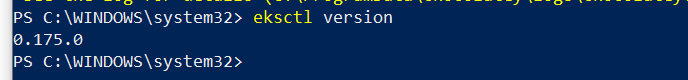 PS C:\WINDOWS\system32> eksctl version
0.175.0
PS C:\WINDOWS\system32>